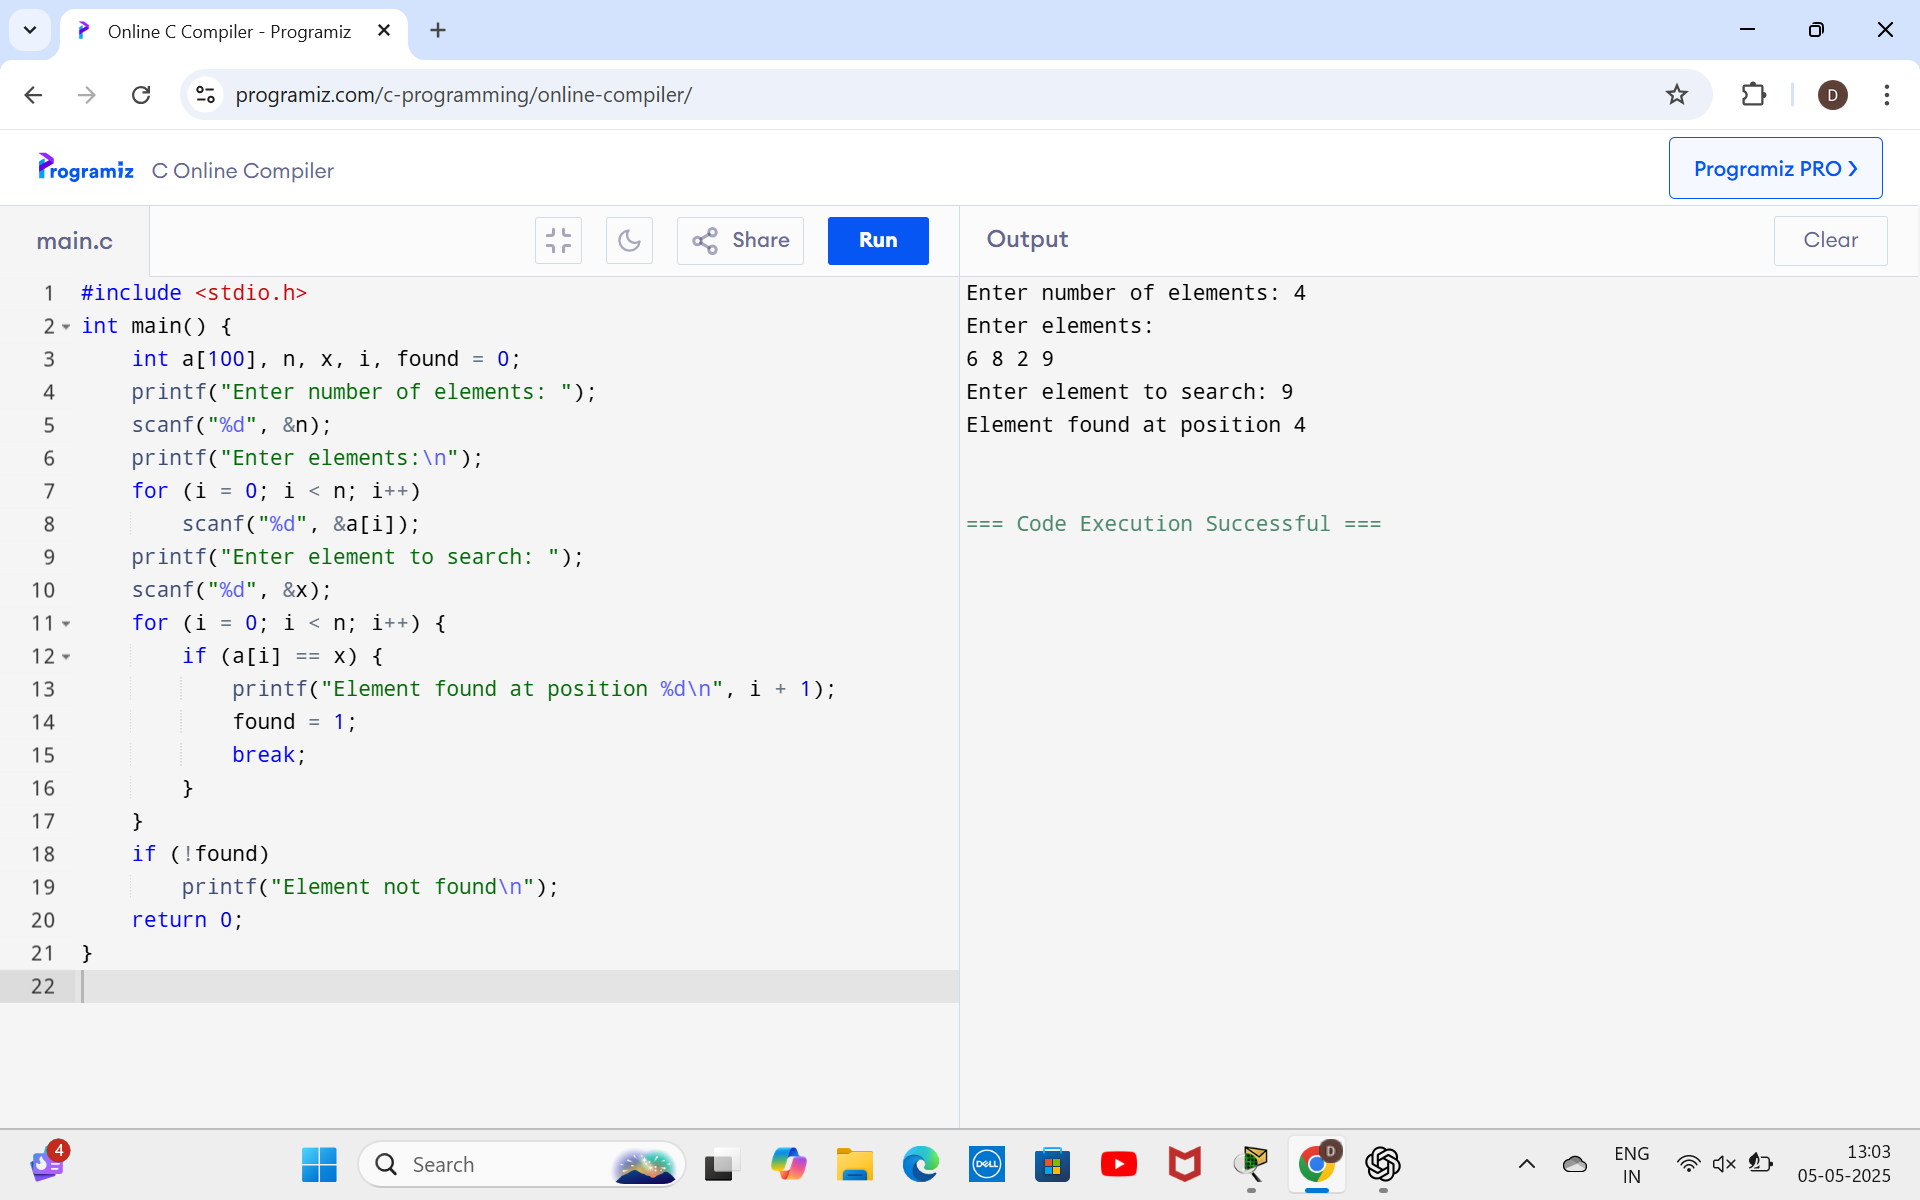 Online C Compiler - Programiz
programiz.com/c-programming/online-compiler/
D
Programiz C Online Compiler
Programiz PRO
main.c
Share
Run
Output
Clear
1 #include <stdio.h>
2 int main() {
3     int a[100], n, x, i, found = 0;
4     printf("Enter number of elements: ");
5     scanf("%d", &n);
6     printf("Enter elements:\n");
7     for (i = 0; i < n; i++)
8         scanf("%d", &a[i]);
9     printf("Enter element to search: ");
10     scanf("%d", &x);
11     for (i = 0; i < n; i++) {
12         if (a[i] == x) {
13             printf("Element found at position %d\n", i + 1);
14             found = 1;
15             break;
16         }
17     }
18     if (!found)
19         printf("Element not found\n");
20     return 0;
21 }
22
Enter number of elements: 4
Enter elements:
6 8 2 9
Enter element to search: 9
Element found at position 4
=== Code Execution Successful ===
4
Search
DELL
D
ENG
IN
13:03
05-05-2025